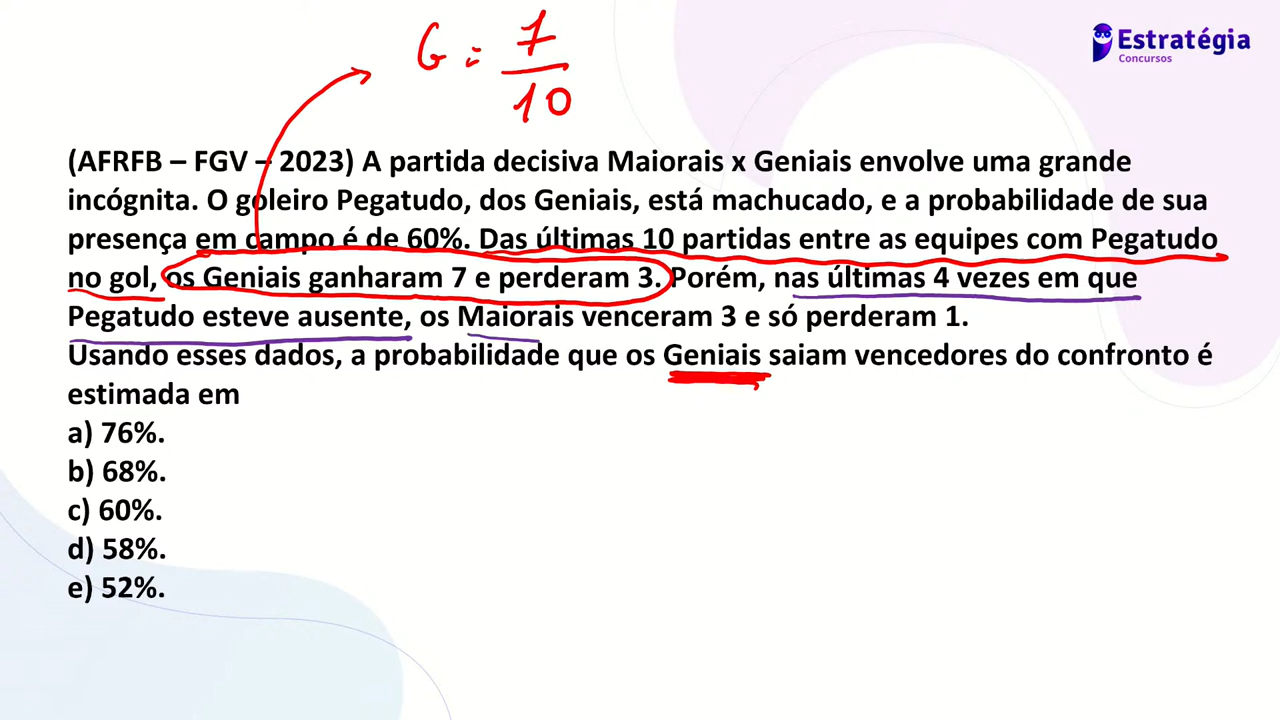 G = 7
10
Estratégia
Concursos
(AFRFB – FGV – 2023) A partida decisiva Maiorais x Geniais envolve uma grande
incógnita. O goleiro Pegatudo, dos Geniais, está machucado, e a probabilidade de sua
presença em campo é de 60%. Das últimas 10 partidas entre as equipes com Pegatudo
no gol, os Geniais ganharam 7 e perderam 3. Porém, nas últimas 4 vezes em que
Pegatudo esteve ausente, os Maiorais venceram 3 e só perderam 1.
Usando esses dados, a probabilidade que os Geniais saiam vencedores do confronto é
estimada em
a) 76%.
b) 68%.
c) 60%.
d) 58%.
e) 52%.